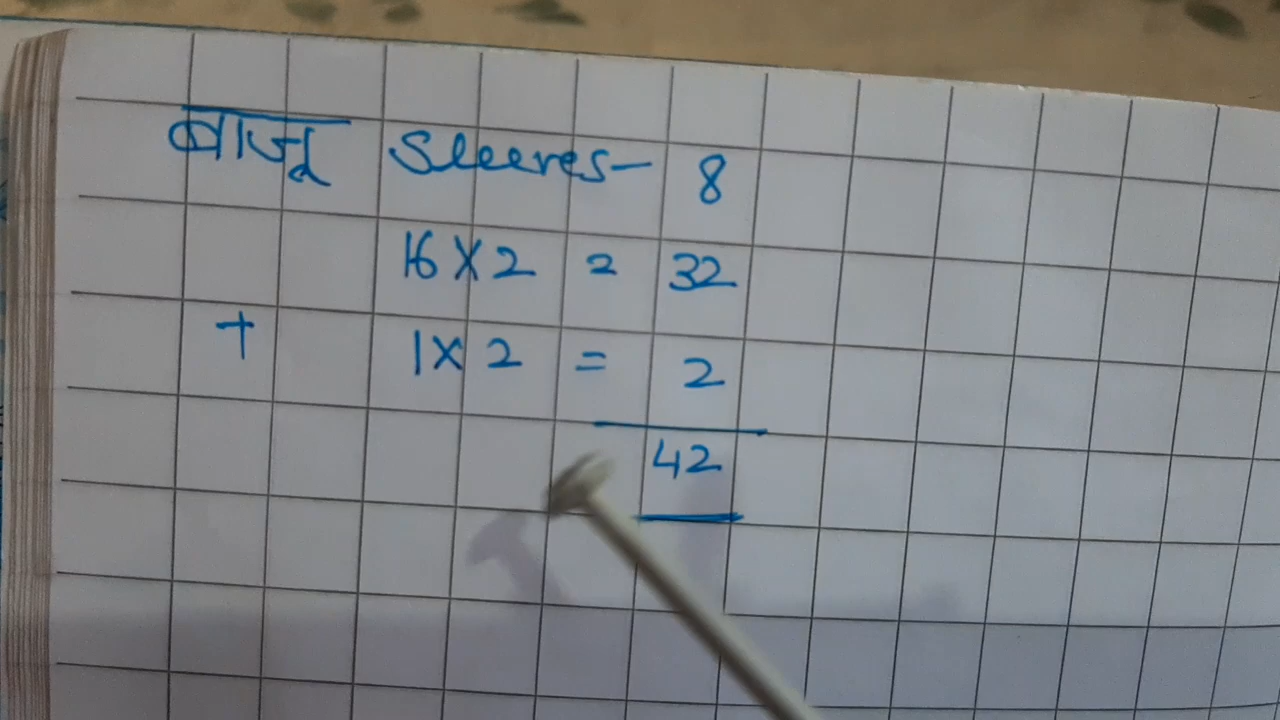 बाजू Sleeves- 8
16 X 2 = 32
+ 1 X 2 = 2
42